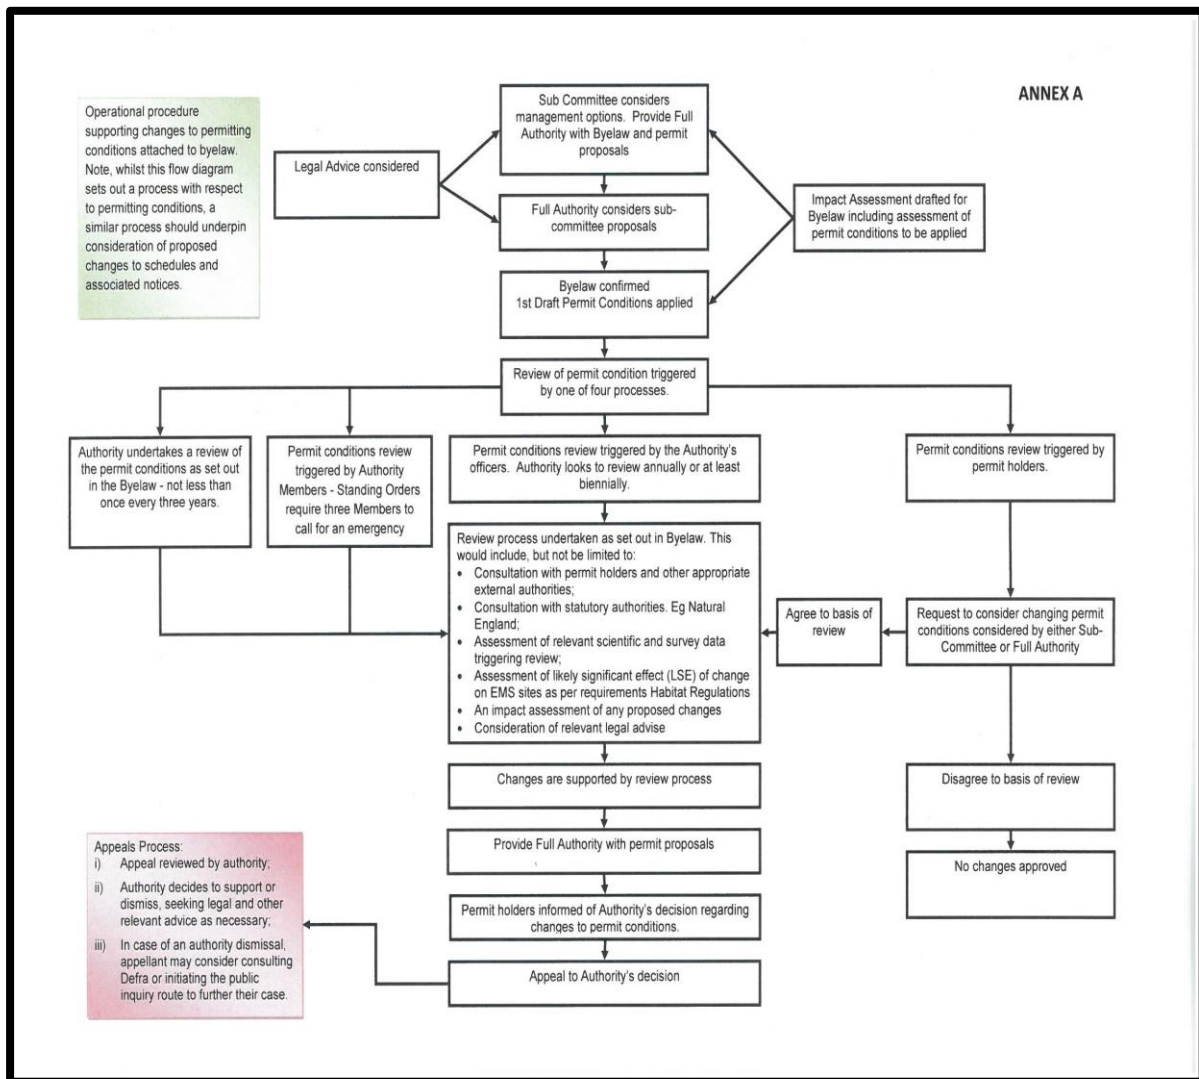 ANNEX A
Operational procedure
supporting changes to permitting
conditions attached to byelaw.
Note, whilst this flow diagram
sets out a process with respect
to permitting conditions, a
similar process should underpin
consideration of proposed
changes to schedules and
associated notices.
Sub Committee considers
management options. Provide Full
Authority with Byelaw and permit
proposals
Legal Advice considered
Impact Assessment drafted for
Byelaw including assessment of
permit conditions to be applied
Full Authority considers sub-
committee proposals
Byelaw confirmed
1st Draft Permit Conditions applied
Review of permit condition triggered
by one of four processes.
Authority undertakes a review of
the permit conditions as set out
in the Byelaw - not less than
once every three years.
Permit conditions review
triggered by Authority
Members - Standing Orders
require three Members to
call for an emergency
Permit conditions review triggered by the Authority's
officers. Authority looks to review annually or at least
biennially.
Permit conditions review triggered by
permit holders.
Review process undertaken as set out in Byelaw. This
would include, but not be limited to:
• Consultation with permit holders and other appropriate
external authorities;
• Consultation with statutory authorities. Eg Natural
England;
• Assessment of relevant scientific and survey data
triggering review;
• Assessment of likely significant effect (LSE) of change
on EMS sites as per requirements Habitat Regulations
• An impact assessment of any proposed changes
• Consideration of relevant legal advise
Agree to basis of
review
Request to consider changing permit
conditions considered by either Sub-
Committee or Full Authority
Changes are supported by review process
Disagree to basis of review
Provide Full Authority with permit proposals
No changes approved
Permit holders informed of Authority's decision regarding
changes to permit conditions.
Appeal to Authority's decision
Appeals Process:
i) Appeal reviewed by authority;
ii) Authority decides to support or
dismiss, seeking legal and other
relevant advice as necessary;
iii) In case of an authority dismissal,
appellant may consider consulting
Defra or initiating the public
inquiry route to further their case.